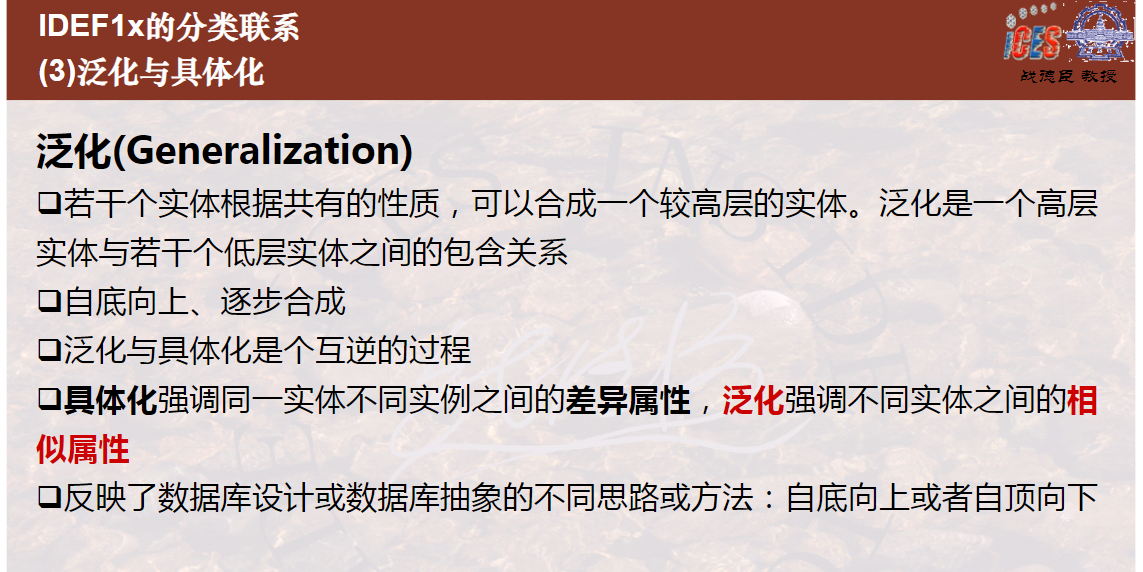 IDEF1x的分类联系
(3)泛化与具体化
iCES
战德臣 教授
泛化(Generalization)
❑若干个实体根据共有的性质，可以合成一个较高层的实体。泛化是一个高层
实体与若干个低层实体之间的包含关系
❑自底向上、逐步合成
❑泛化与具体化是个互逆的过程
❑具体化强调同一实体不同实例之间的差异属性，泛化强调不同实体之间的相
似属性
❑反映了数据库设计或数据库抽象的不同思路或方法：自底向上或者自顶向下